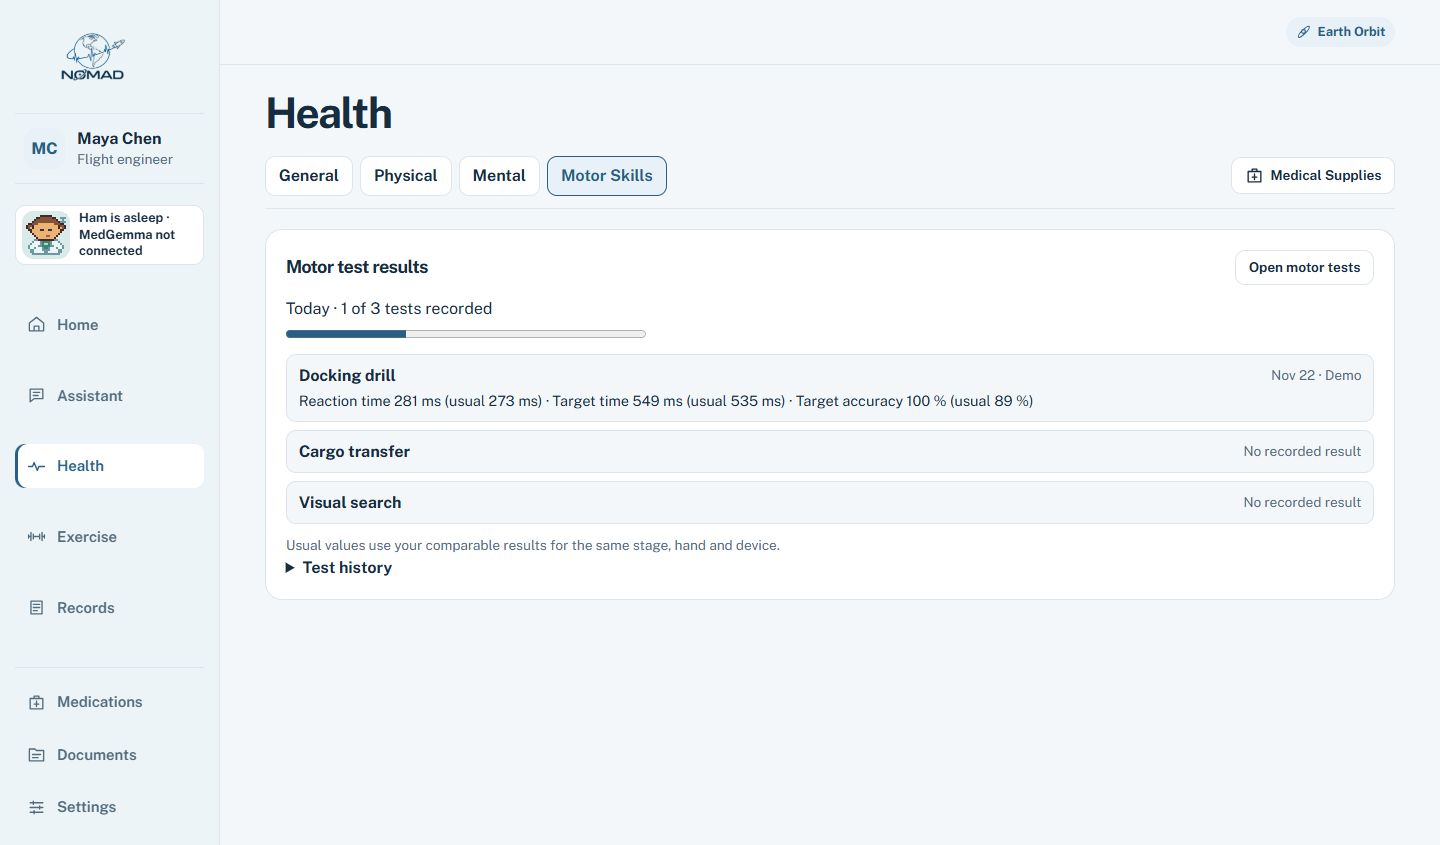 NOMAD
Earth Orbit
MC
Maya Chen
Flight engineer
Ham is asleep ·
MedGemma not
connected
Home
Assistant
Health
Exercise
Records
Medications
Documents
Settings
Health
General
Physical
Mental
Motor Skills
Medical Supplies
Motor test results
Open motor tests
Today · 1 of 3 tests recorded
Docking drill
Nov 22 · Demo
Reaction time 281 ms (usual 273 ms) · Target time 549 ms (usual 535 ms) · Target accuracy 100 % (usual 89 %)
Cargo transfer
No recorded result
Visual search
No recorded result
Usual values use your comparable results for the same stage, hand and device.
Test history